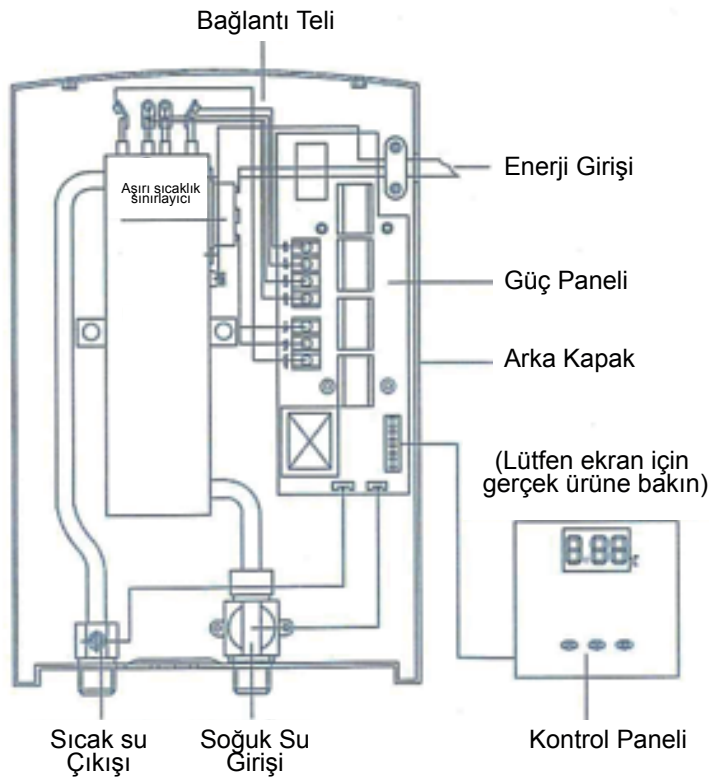 Bağlantı Teli
Aşırı sıcaklık
sınırlayıcı
Enerji Girişi
Güç Paneli
Arka Kapak
(Lütfen ekran için
gerçek ürüne bakın)
8.88
Sıcak su
Çıkışı
Soğuk Su
Girişi
Kontrol Paneli